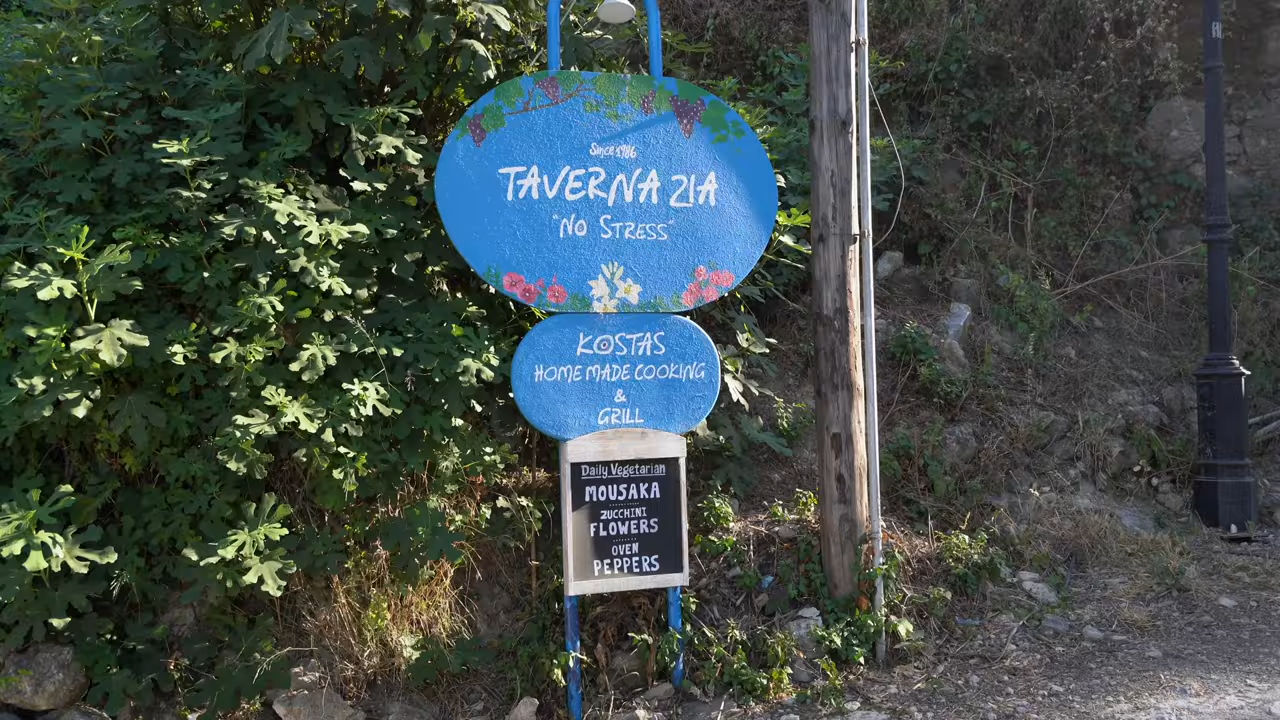 Since 1986
TAVERNA ZIA
"NO STRESS"
KOSTAS
HOME MADE COOKING
&
GRILL
Daily Vegetarian
MOUSAKA
ZUCCHINI
FLOWERS
OVEN
PEPPERS